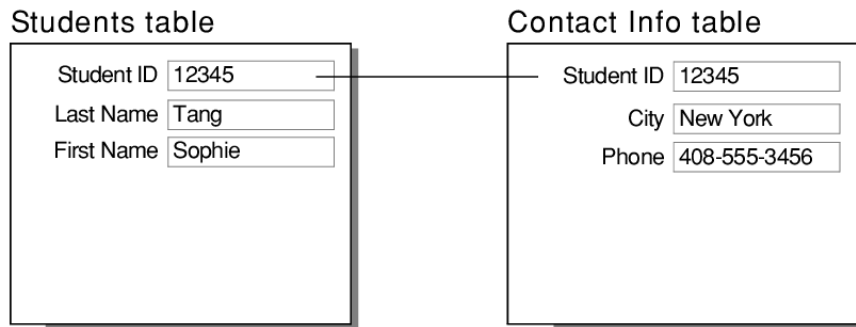 Students table
Student ID 12345
Last Name Tang
First Name Sophie
Contact Info table
Student ID 12345
City New York
Phone 408-555-3456